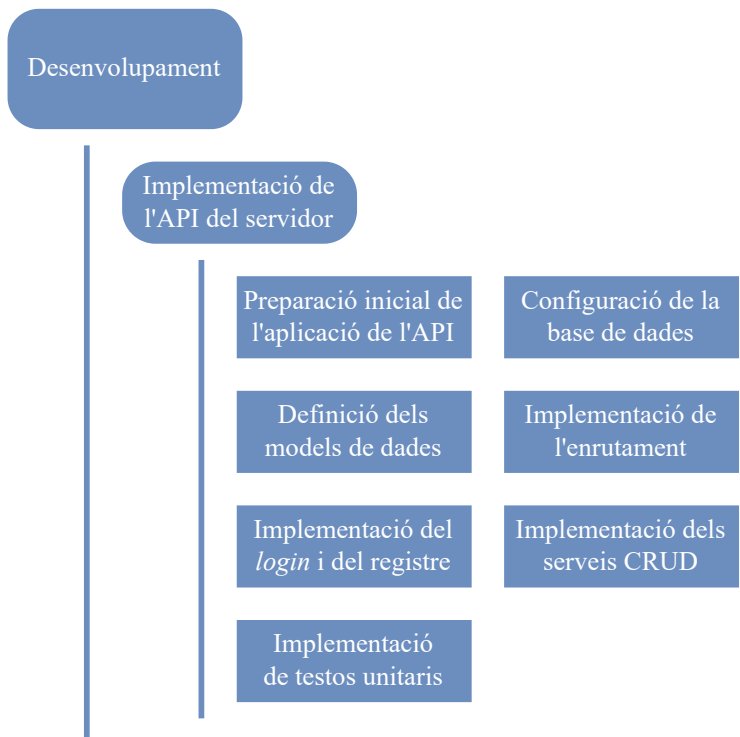 Desenvolupament
Implementació de
l'API del servidor
Preparació inicial de
l'aplicació de l'API
Configuració de la
base de dades
Definició dels
models de dades
Implementació de
l'enrutament
Implementació del
login i del registre
Implementació dels
serveis CRUD
Implementació
de testos unitaris